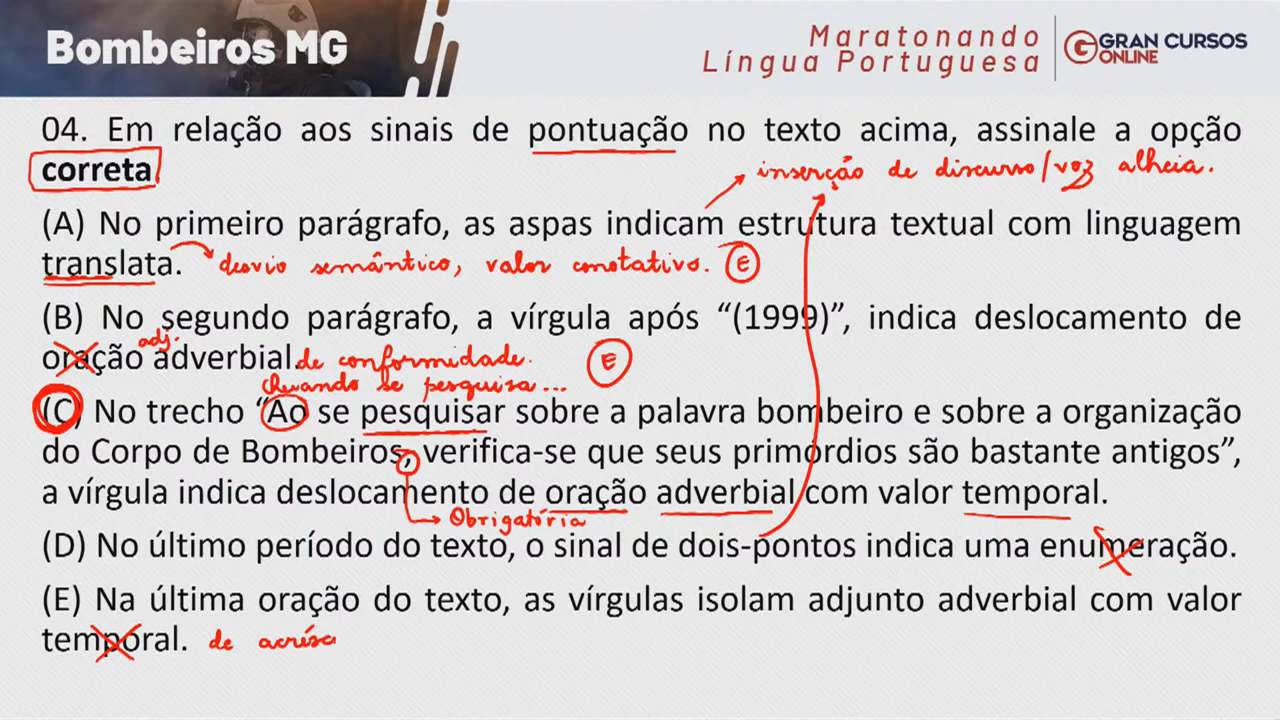 Bombeiros MG
Maratonando
Língua Portuguesa
GRAN CURSOS
ONLINE
04. Em relação aos sinais de pontuação no texto acima, assinale a opção
correta.
inserção de discurso/voz alheia.
(A) No primeiro parágrafo, as aspas indicam estrutura textual com linguagem
translata. desvio semântico, valor conotativo. E
(B) No segundo parágrafo, a vírgula após “(1999)”, indica deslocamento de
adj.
oração adverbial. de conformidade. E
Quando se pesquisa...
(C) No trecho “Ao se pesquisar sobre a palavra bombeiro e sobre a organização
do Corpo de Bombeiros, verifica-se que seus primórdios são bastante antigos”,
a vírgula indica deslocamento de oração adverbial com valor temporal.
Obrigatória
(D) No último período do texto, o sinal de dois-pontos indica uma enumeração.
(E) Na última oração do texto, as vírgulas isolam adjunto adverbial com valor
temporal. de acrésc